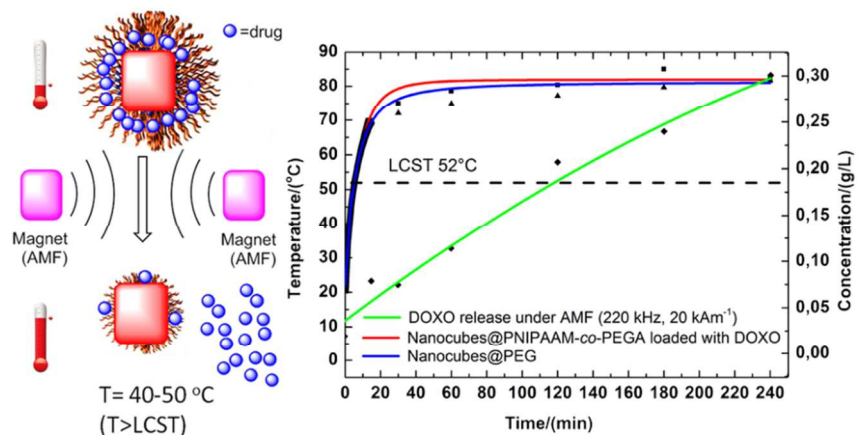 =drug
Magnet
(AMF)
Magnet
(AMF)
T= 40-50 °C
(T>LCST)
Temperature/(°C)
90
80
70
60
50
40
30
20
10
0
LCST 52°C
DOXO release under AMF (220 kHz, 20 kAm⁻¹)
Nanocubes@PNIPAAM-co-PEGA loaded with DOXO
Nanocubes@PEG
0 20 40 60 80 100 120 140 160 180 200 220 240
Time/(min)
0,30
0,25
0,20
0,15
0,10
0,05
0,00
Concentration/(g/L)